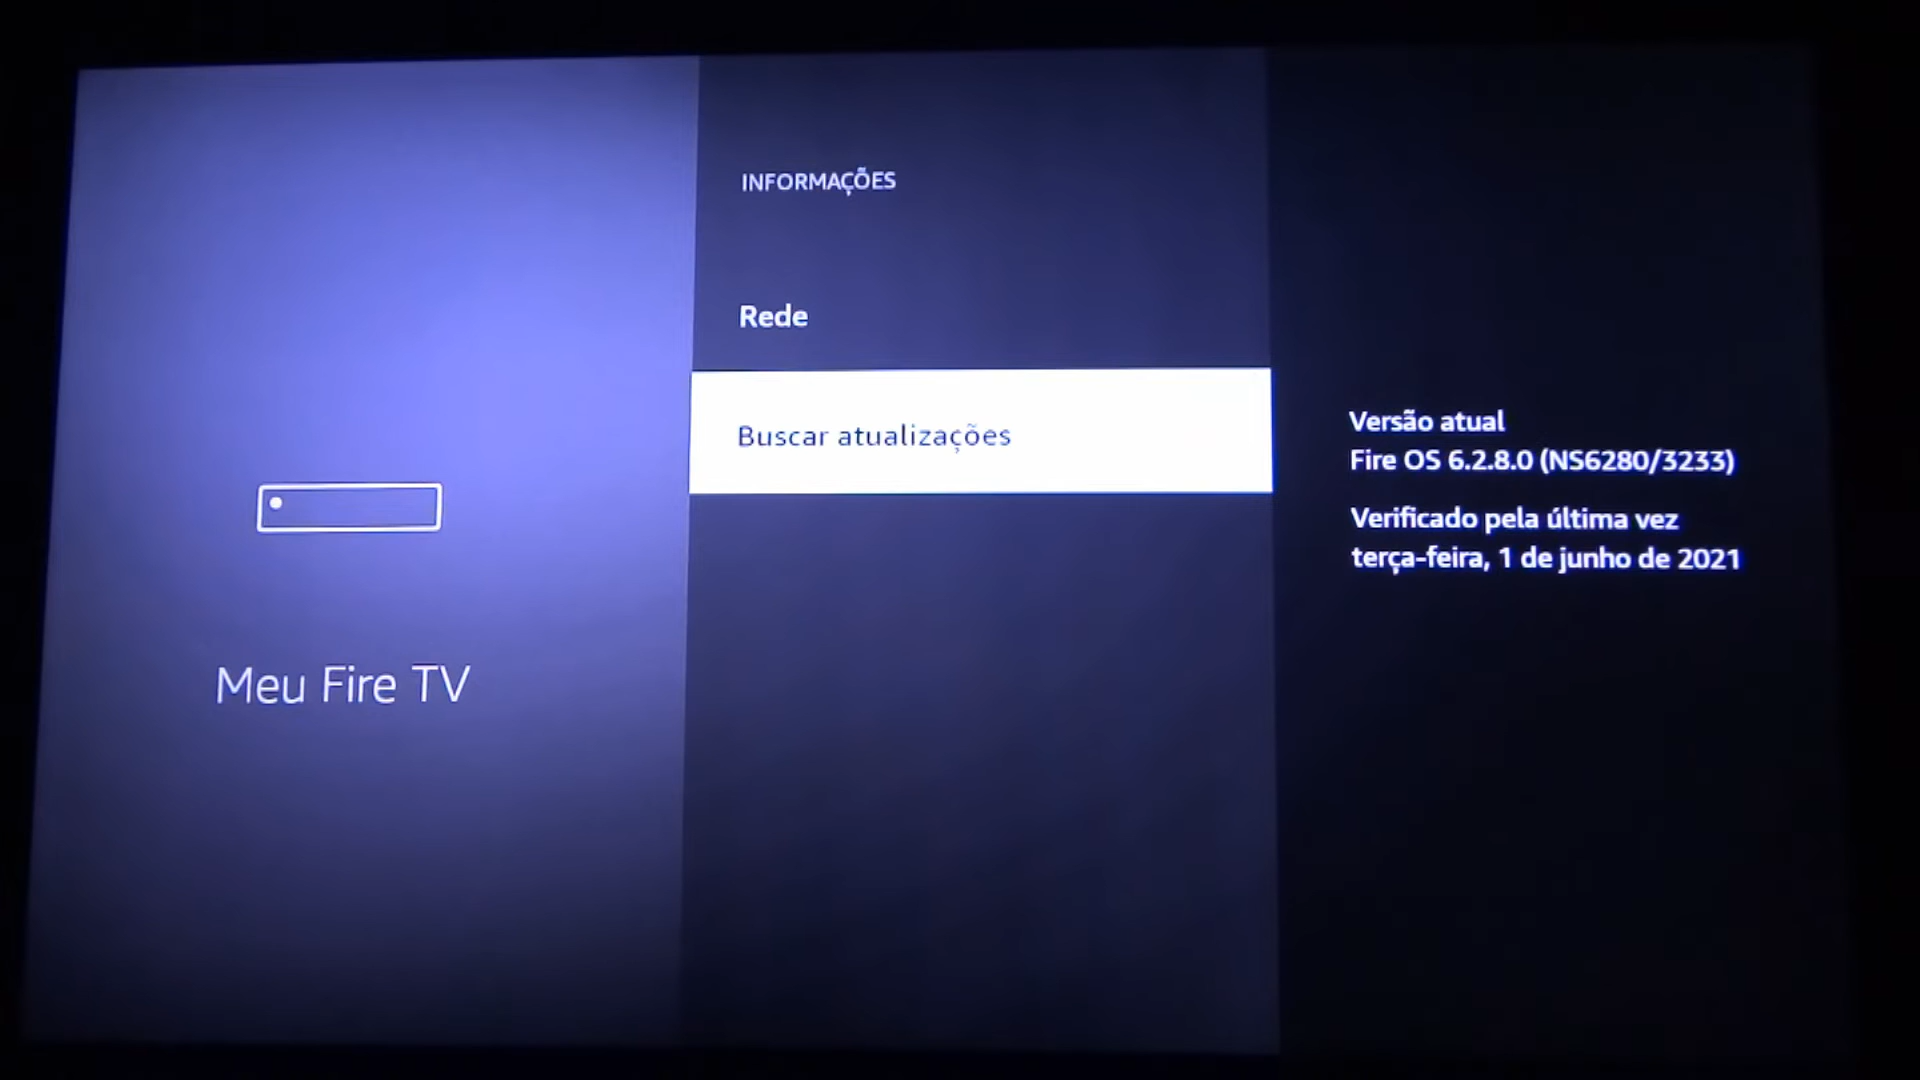 INFORMAÇÕES
Rede
Buscar atualizações
Meu Fire TV
Versão atual
Fire OS 6.2.8.0 (NS6280/3233)
Verificado pela última vez
terça-feira, 1 de junho de 2021